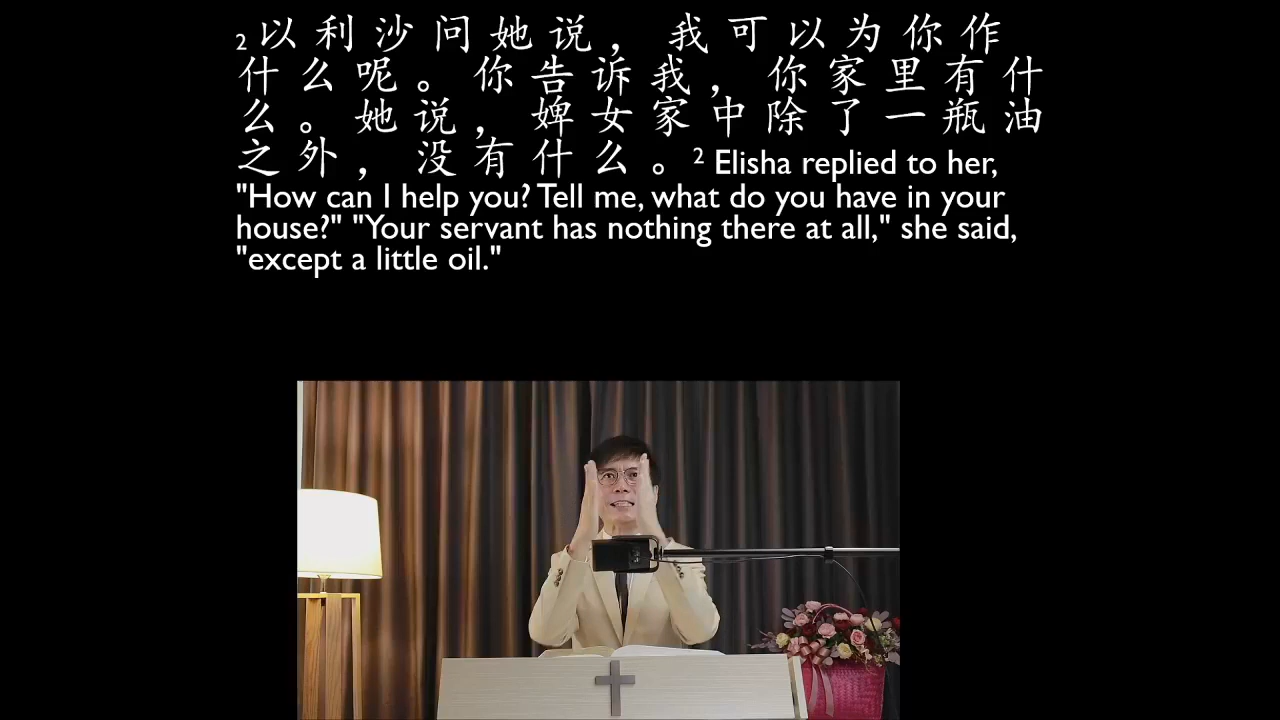 2 以利沙问她说，我可以为你作
什么呢。你告诉我，你家里有什
么。她说，婢女家中除了一瓶油
之外，没有什么。2 Elisha replied to her,
"How can I help you? Tell me, what do you have in your
house?" "Your servant has nothing there at all," she said,
"except a little oil."